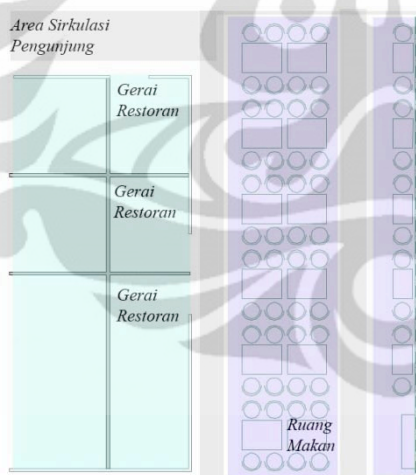 Area Sirkulasi
Pengunjung
Gerai
Restoran
Gerai
Restoran
Gerai
Restoran
Ruang
Makan